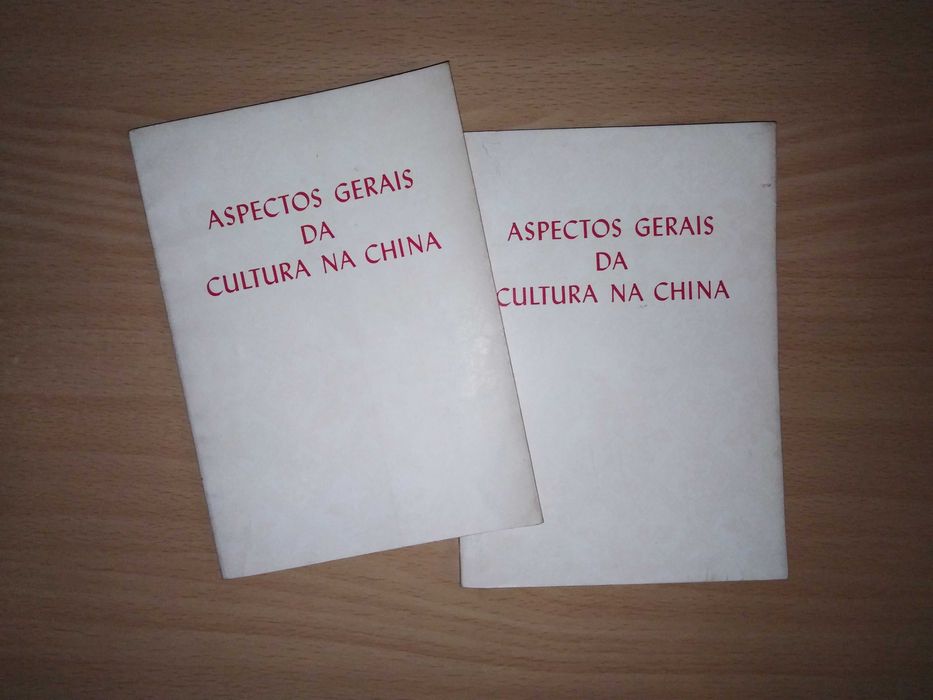 ASPECTOS GERAIS
DA
CULTURA NA CHINA
ASPECTOS GERAIS
DA
CULTURA NA CHINA